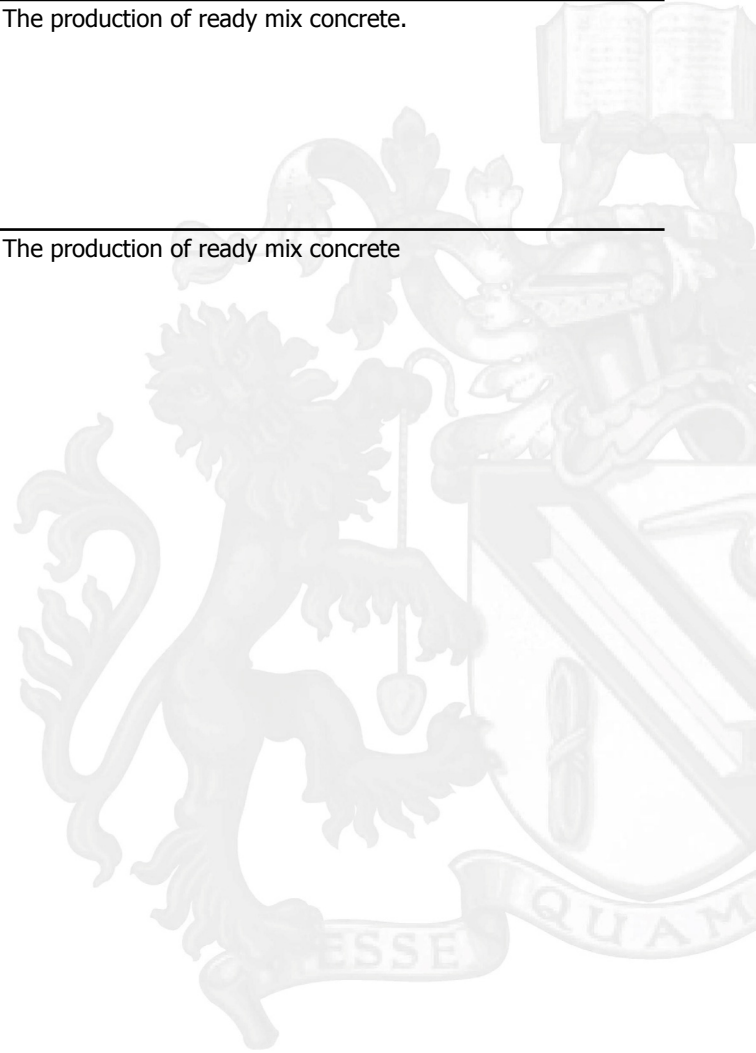 The production of ready mix concrete.
The production of ready mix concrete
ESSE
QUAM